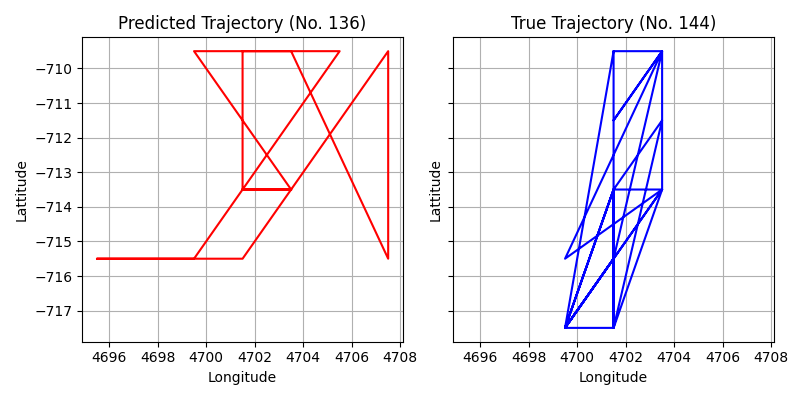 Predicted Trajectory (No. 136)
True Trajectory (No. 144)
Lattitude
−710
−711
−712
−713
−714
−715
−716
−717
4696 4698 4700 4702 4704 4706 4708
Longitude
Lattitude
4696 4698 4700 4702 4704 4706 4708
Longitude